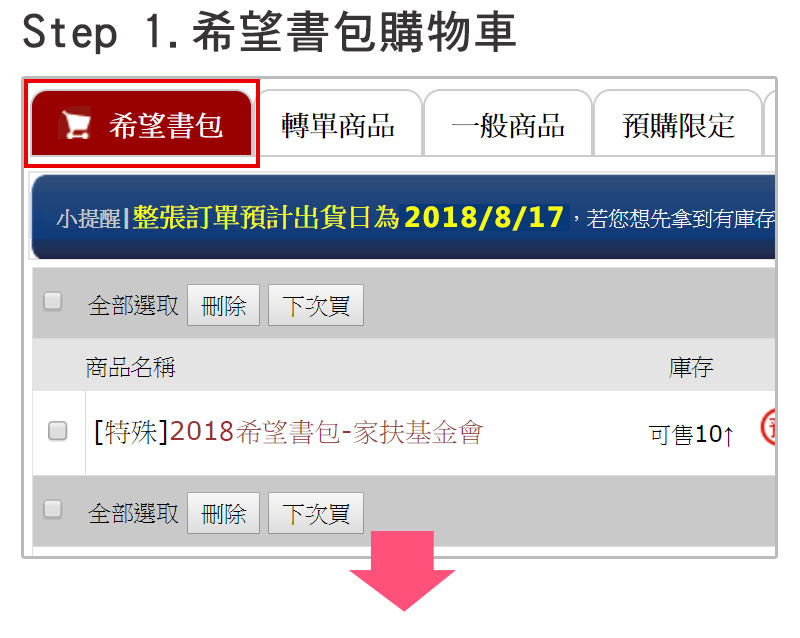 Step 1.希望書包購物車
希望書包 轉單商品 一般商品 預購限定
小提醒|整張訂單預計出貨日為2018/8/17，若您想先拿到有庫存
全部選取 刪除 下次買
商品名稱 庫存
[特殊]2018希望書包-家扶基金會 可售10↑
全部選取 刪除 下次買